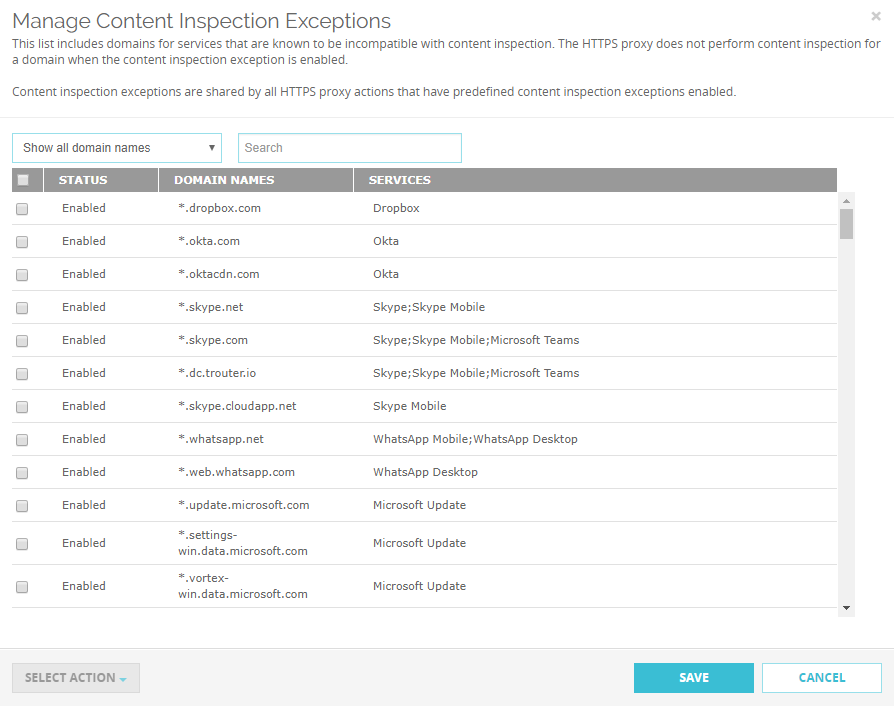 Manage Content Inspection Exceptions
×
This list includes domains for services that are known to be incompatible with content inspection. The HTTPS proxy does not perform content inspection for
a domain when the content inspection exception is enabled.
Content inspection exceptions are shared by all HTTPS proxy actions that have predefined content inspection exceptions enabled.
Show all domain names Search
STATUS DOMAIN NAMES SERVICES
Enabled *.dropbox.com Dropbox
Enabled *.okta.com Okta
Enabled *.oktacdn.com Okta
Enabled *.skype.net Skype;Skype Mobile
Enabled *.skype.com Skype;Skype Mobile;Microsoft Teams
Enabled *.dc.trouter.io Skype;Skype Mobile;Microsoft Teams
Enabled *.skype.cloudapp.net Skype Mobile
Enabled *.whatsapp.net WhatsApp Mobile;WhatsApp Desktop
Enabled *.web.whatsapp.com WhatsApp Desktop
Enabled *.update.microsoft.com Microsoft Update
Enabled *.settings-
win.data.microsoft.com Microsoft Update
Enabled *.vortex-
win.data.microsoft.com Microsoft Update
SELECT ACTION SAVE CANCEL